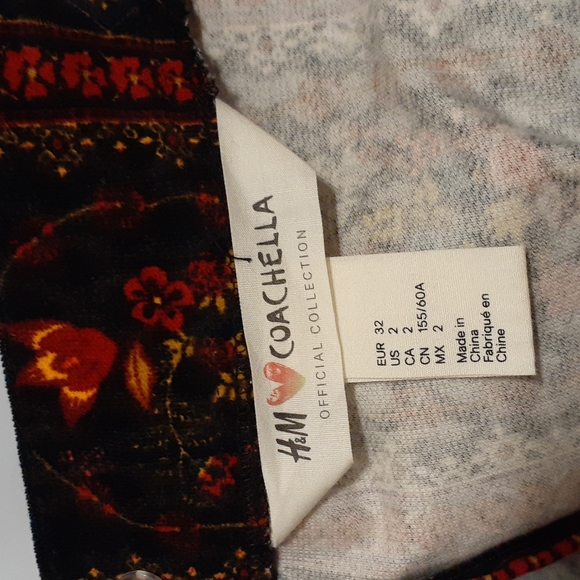 H&M COACHELLA
OFFICIAL COLLECTION
EUR 32
US 2
CA 2
CN 155/60A
MX 2
Made in
China
Fabriqué en
Chine